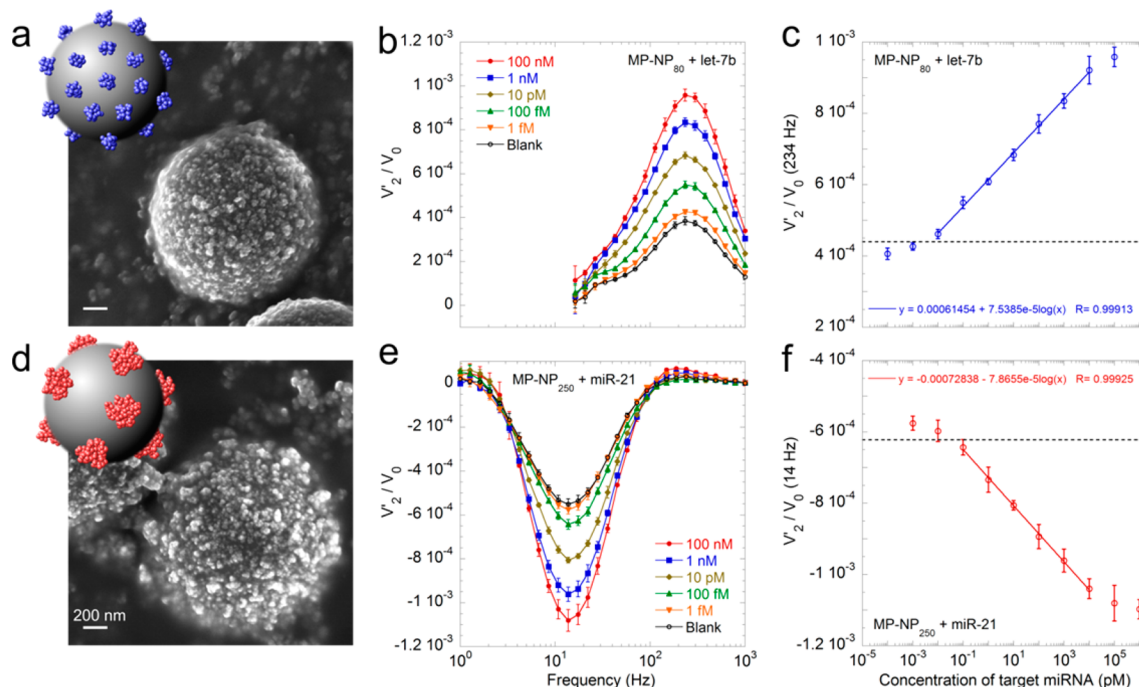 a
b
1.2 10⁻³
1 10⁻³
8 10⁻⁴
6 10⁻⁴
4 10⁻⁴
2 10⁻⁴
0
V'₂ / V₀
100 nM
1 nM
10 pM
100 fM
1 fM
Blank
MP-NP₈₀ + let-7b
c
1 10⁻³
8 10⁻⁴
6 10⁻⁴
4 10⁻⁴
2 10⁻⁴
V'₂ / V₀ (234 Hz)
MP-NP₈₀ + let-7b
y = 0.00061454 + 7.5385e-5log(x) R= 0.99913
d
200 nm
e
0
-2 10⁻⁴
-4 10⁻⁴
-6 10⁻⁴
-8 10⁻⁴
-1 10⁻³
-1.2 10⁻³
V'₂ / V₀
MP-NP₂₅₀ + miR-21
100 nM
1 nM
10 pM
100 fM
1 fM
Blank
10⁰ 10¹ 10² 10³
Frequency (Hz)
f
-4 10⁻⁴
-6 10⁻⁴
-8 10⁻⁴
-1 10⁻³
-1.2 10⁻³
V'₂ / V₀ (14 Hz)
y = -0.00072838 - 7.8655e-5log(x) R= 0.99925
MP-NP₂₅₀ + miR-21
10⁻⁵ 10⁻³ 10⁻¹ 10¹ 10³ 10⁵
Concentration of target miRNA (pM)